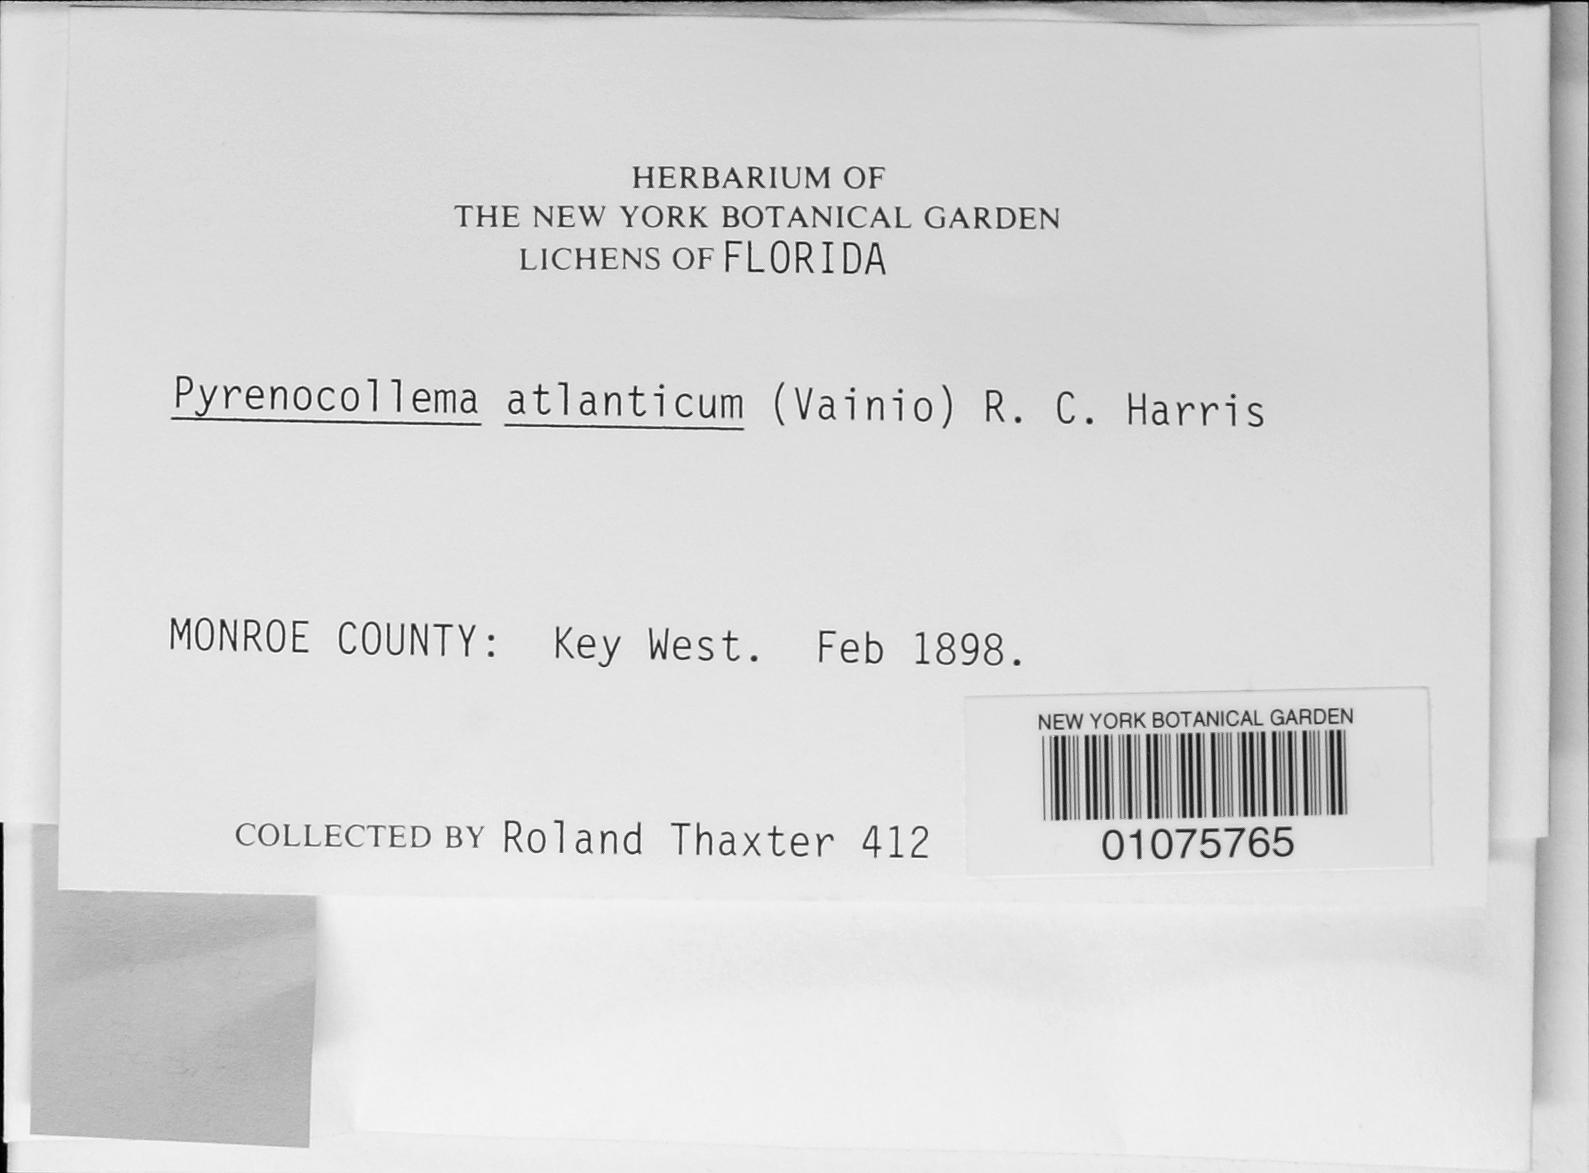 HERBARIUM OF
THE NEW YORK BOTANICAL GARDEN
LICHENS OF FLORIDA
Pyrenocollema atlanticum (Vainio) R. C. Harris
MONROE COUNTY: Key West. Feb 1898.
NEW YORK BOTANICAL GARDEN
01075765
COLLECTED BY Roland Thaxter 412